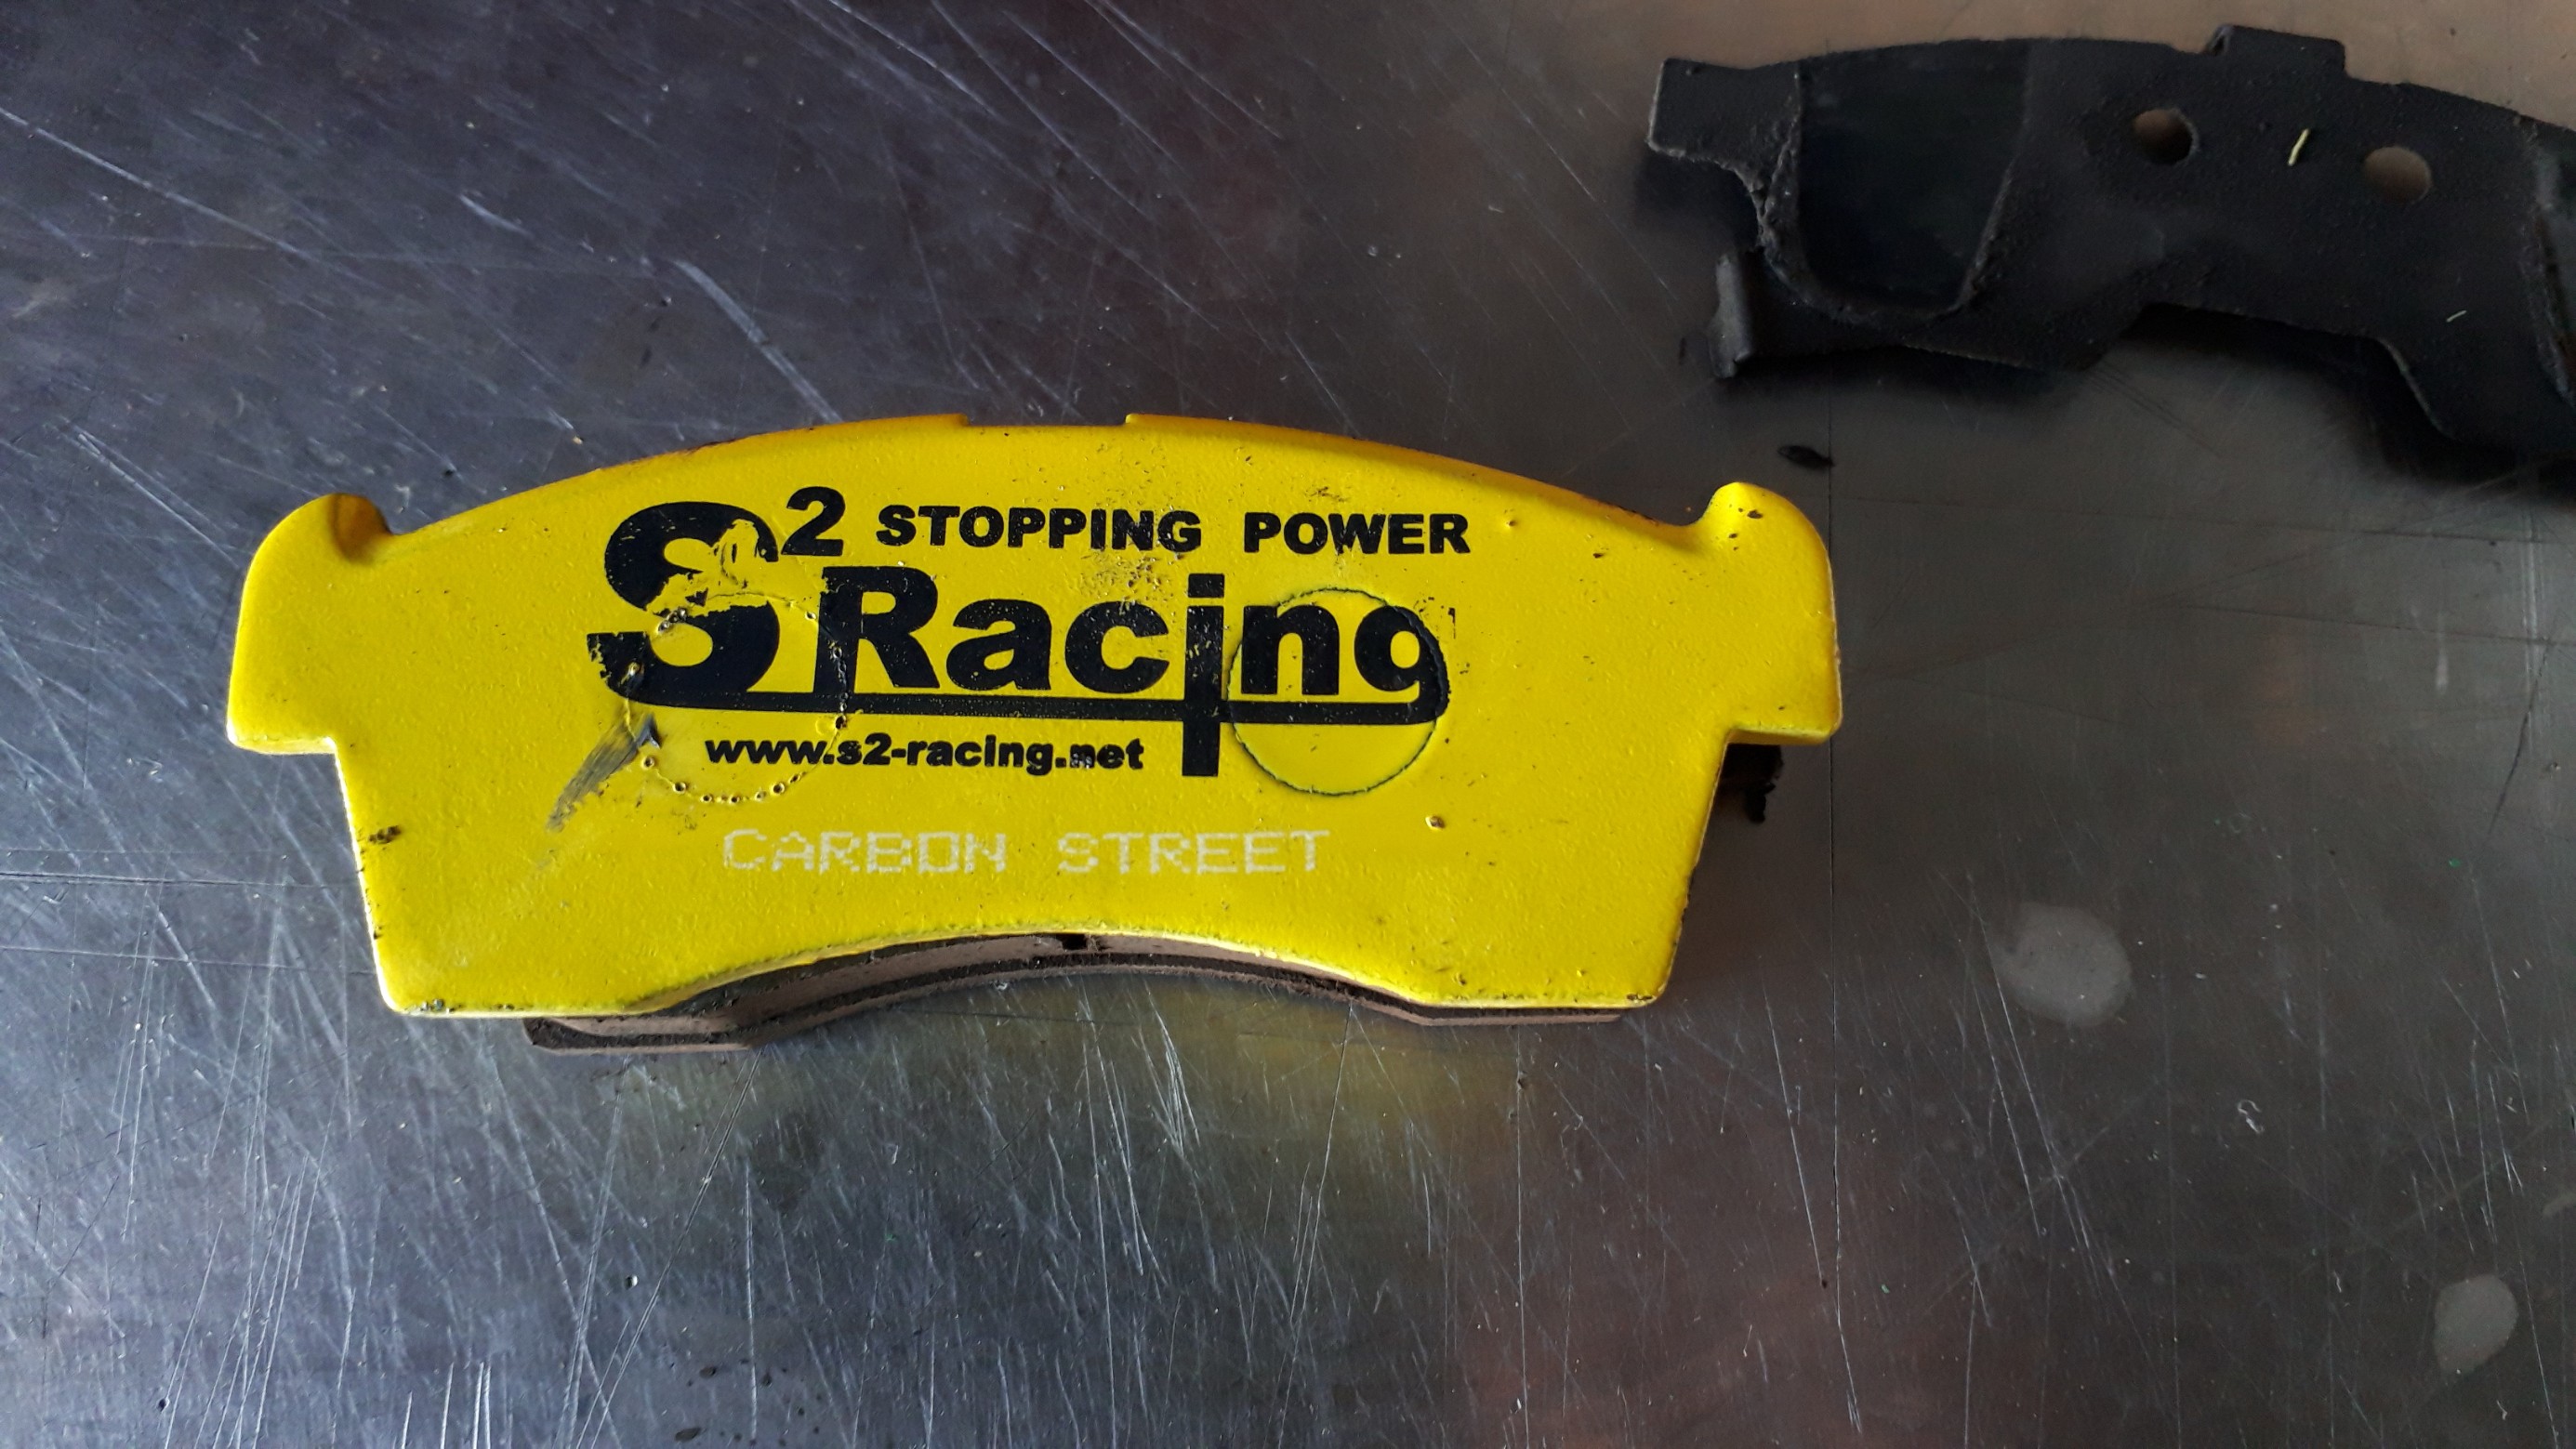 S² STOPPING POWER
Racing
www.s2-racing.net
CARBON STREET